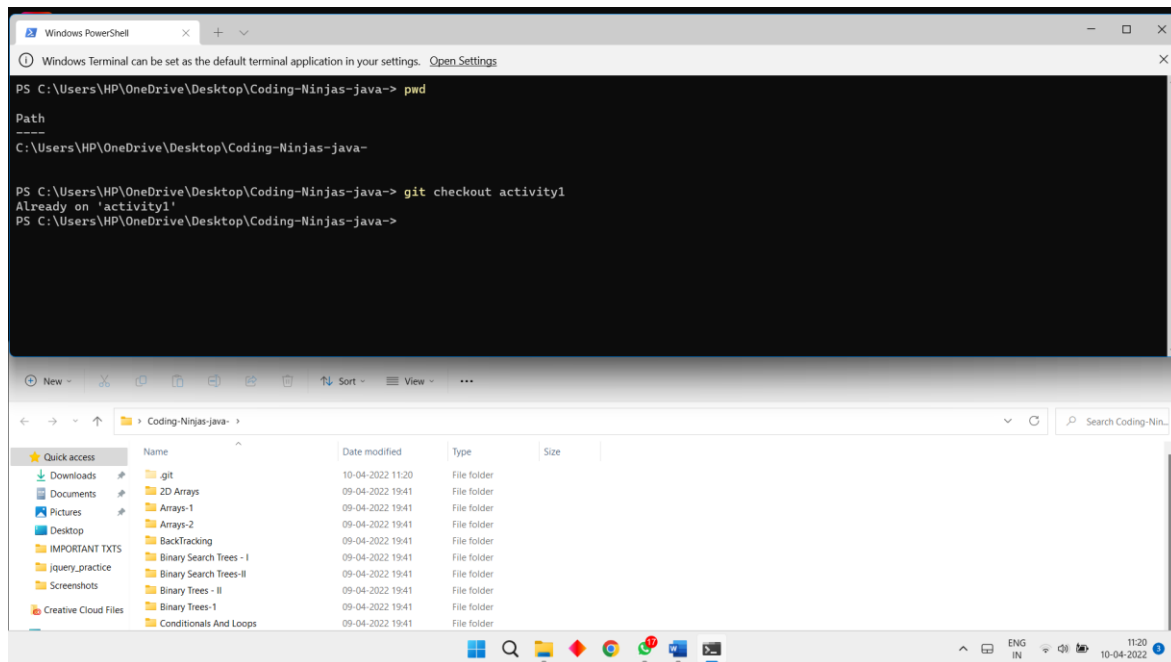 Windows PowerShell
Windows Terminal can be set as the default terminal application in your settings. Open Settings
PS C:\Users\HP\OneDrive\Desktop\Coding-Ninjas-java-> pwd
Path
----
C:\Users\HP\OneDrive\Desktop\Coding-Ninjas-java-
PS C:\Users\HP\OneDrive\Desktop\Coding-Ninjas-java-> git checkout activity1
Already on 'activity1'
PS C:\Users\HP\OneDrive\Desktop\Coding-Ninjas-java->
New Sort View ...
Coding-Ninjas-java- Search Coding-Nin...
Quick access Name Date modified Type Size
Downloads .git 10-04-2022 11:20 File folder
Documents 2D Arrays 09-04-2022 19:41 File folder
Pictures Arrays-1 09-04-2022 19:41 File folder
Arrays-2 09-04-2022 19:41 File folder
Desktop BackTracking 09-04-2022 19:41 File folder
IMPORTANT TXTS Binary Search Trees - I 09-04-2022 19:41 File folder
jquery_practice Binary Search Trees-II 09-04-2022 19:41 File folder
Screenshots Binary Trees - II 09-04-2022 19:41 File folder
Creative Cloud Files Binary Trees-1 09-04-2022 19:41 File folder
Conditionals And Loops 09-04-2022 19:41 File folder
17
ENG 11:20
IN 10-04-2022 3